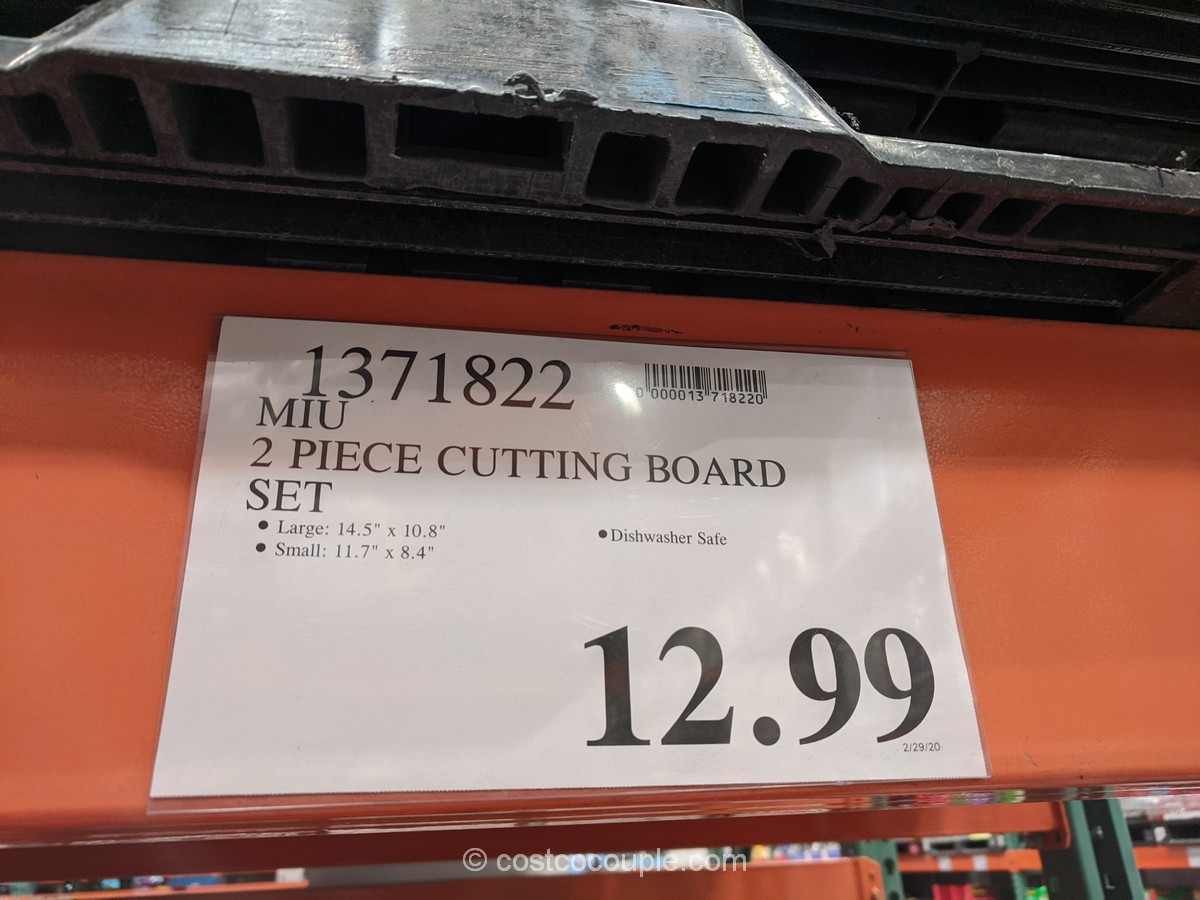 1371822
0 000013 718220
MIU
2 PIECE CUTTING BOARD
SET
• Large: 14.5" x 10.8"
• Small: 11.7" x 8.4"
• Dishwasher Safe
12.99
2/29/20
© costcocouple.com